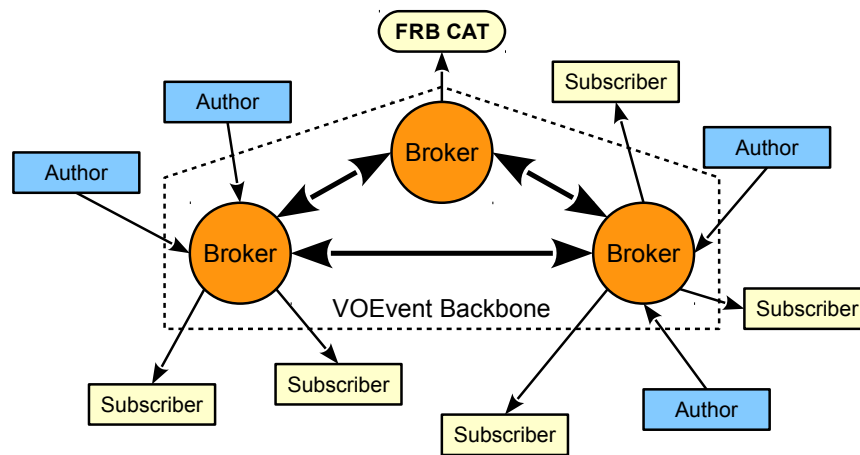 FRB CAT
Subscriber
Author
Author
Broker
Author
Broker
Broker
VOEvent Backbone
Subscriber
Subscriber
Subscriber
Author
Subscriber